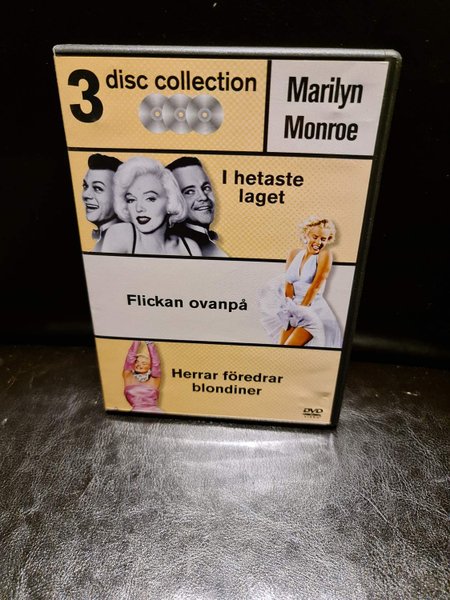 3 disc collection
Marilyn
Monroe
I hetaste
laget
Flickan ovanpå
Herrar föredrar
blondiner
DVD